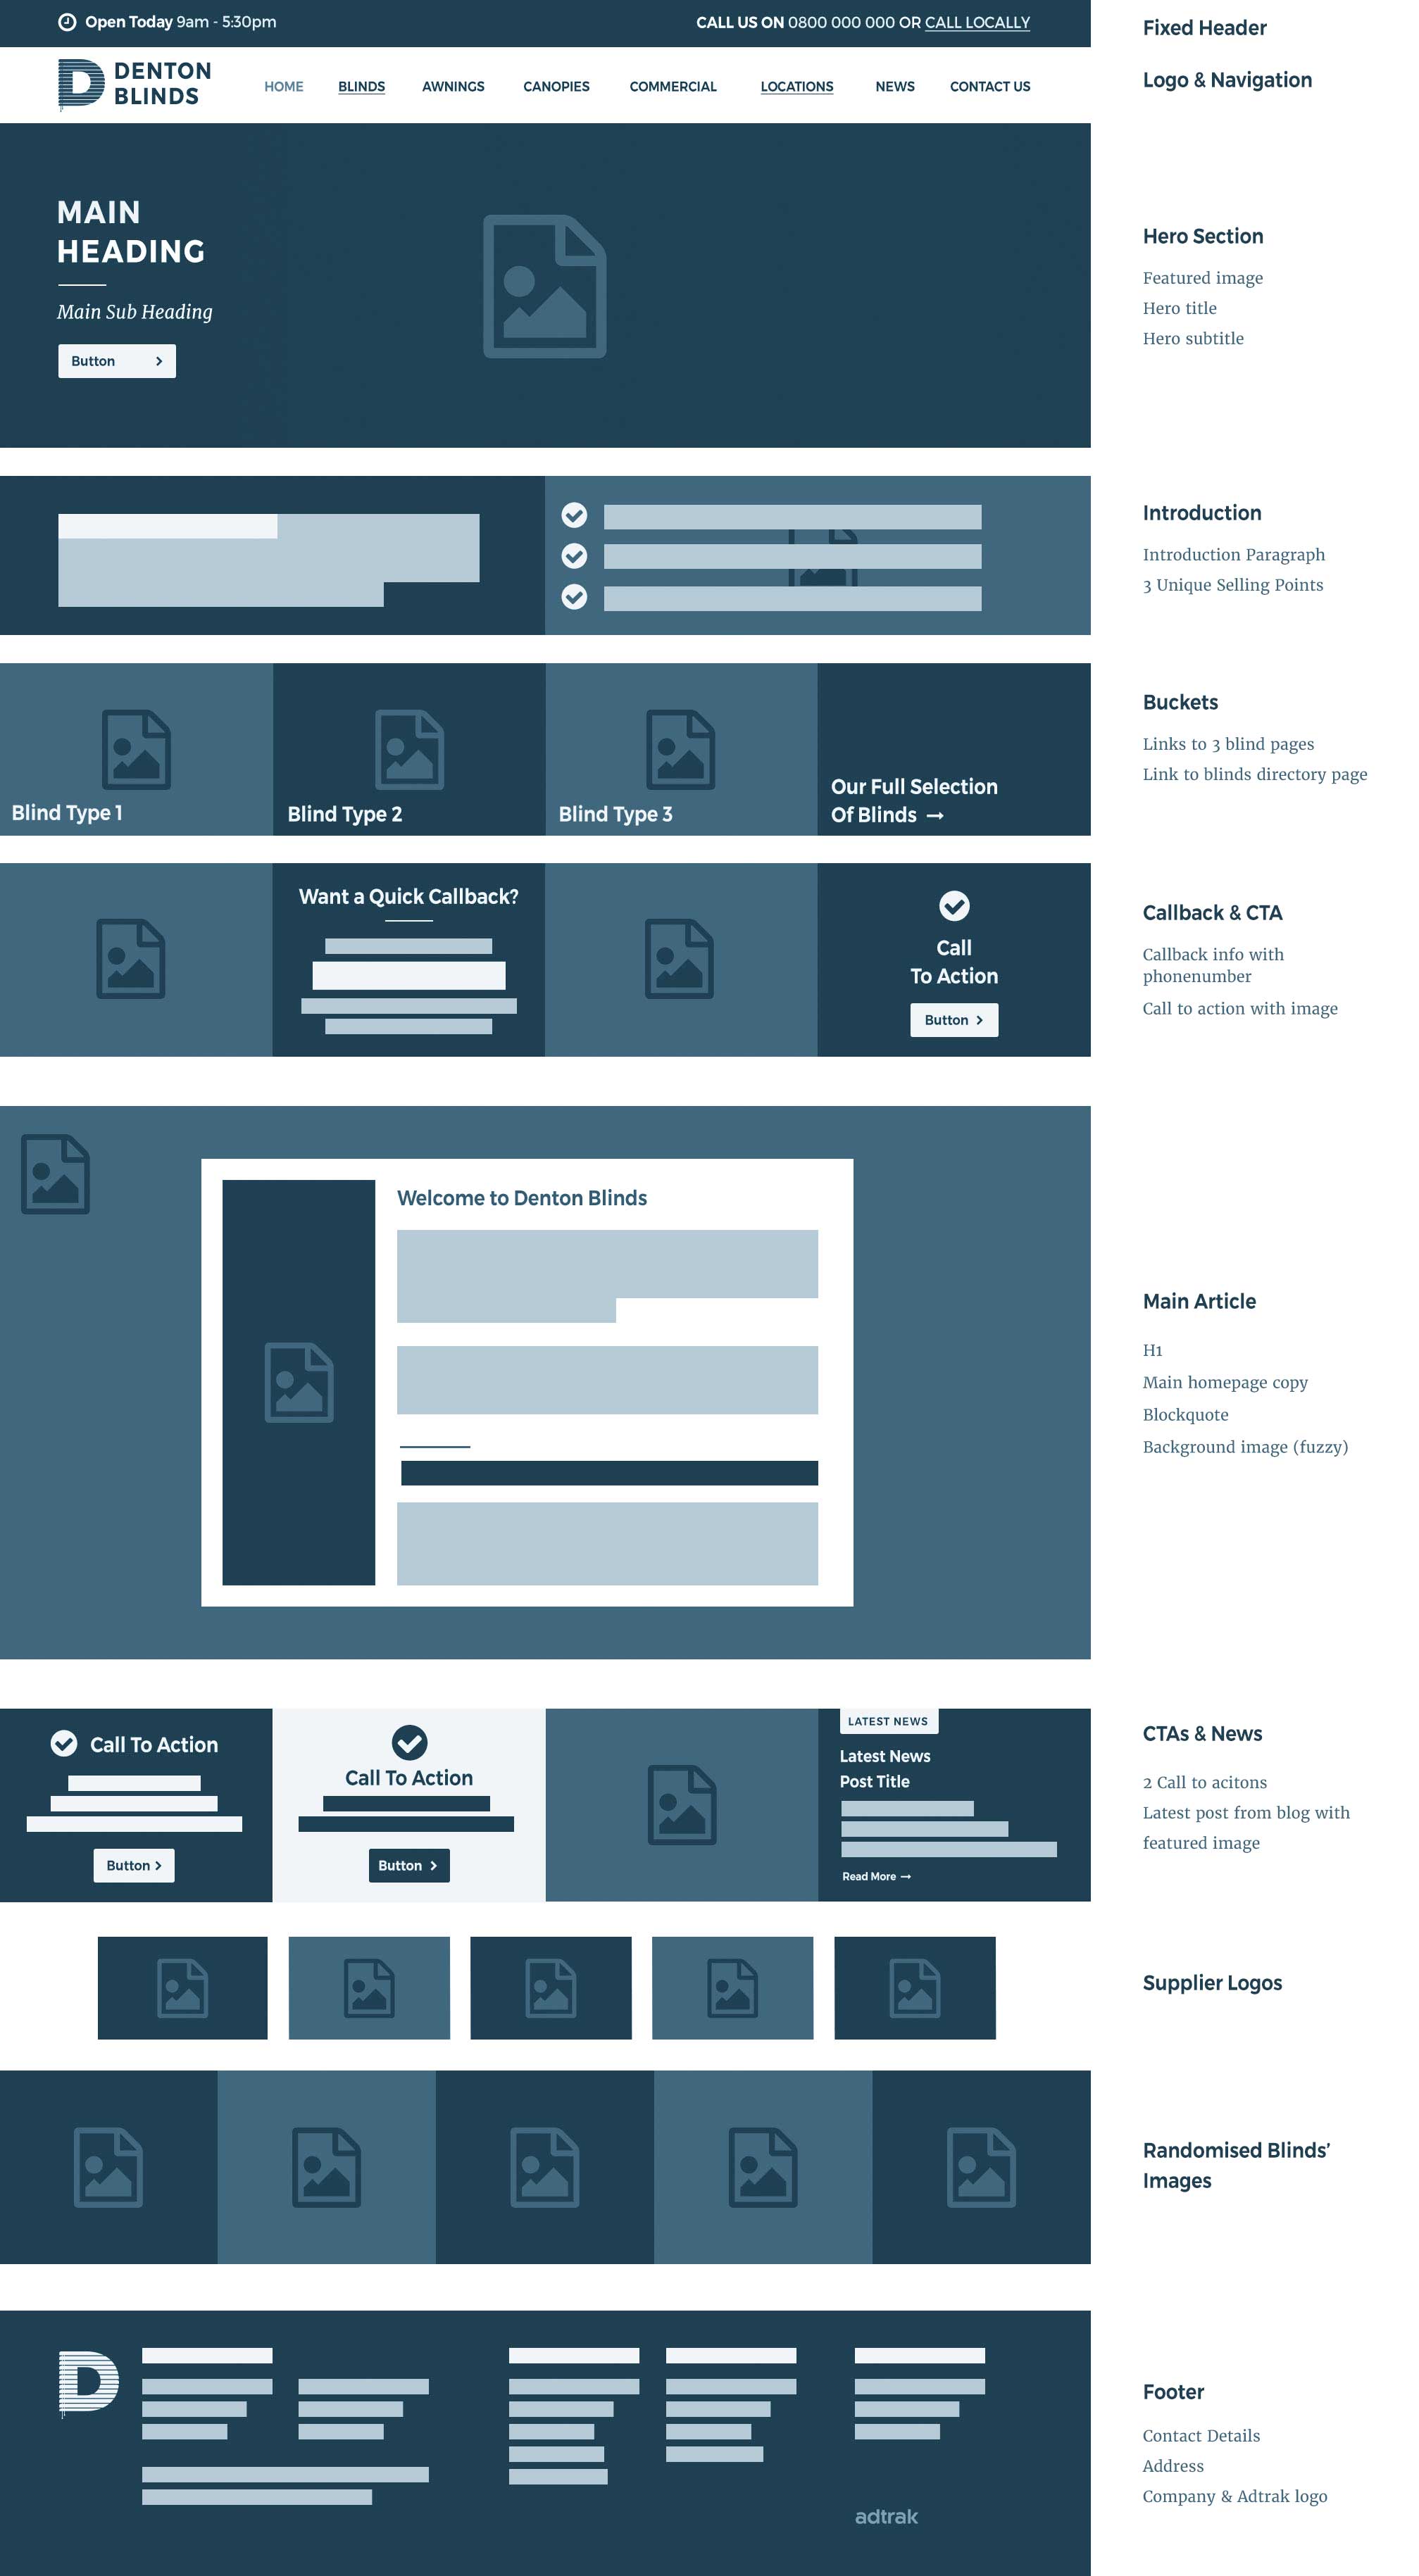 Open Today 9am - 5:30pm
CALL US ON 0800 000 000 OR CALL LOCALLY
Fixed Header
DENTON
BLINDS
HOME BLINDS AWNINGS CANOPIES COMMERCIAL LOCATIONS NEWS CONTACT US
Logo & Navigation
MAIN
HEADING
Main Sub Heading
Button
Hero Section
Featured image
Hero title
Hero subtitle
Introduction
Introduction Paragraph
3 Unique Selling Points
Blind Type 1
Blind Type 2
Blind Type 3
Our Full Selection
Of Blinds →
Buckets
Links to 3 blind pages
Link to blinds directory page
Want a Quick Callback?
Call
To Action
Button
Callback & CTA
Callback info with
phonenumber
Call to action with image
Welcome to Denton Blinds
Main Article
H1
Main homepage copy
Blockquote
Background image (fuzzy)
Call To Action
Button
Call To Action
Button
LATEST NEWS
Latest News
Post Title
Read More →
CTAs & News
2 Call to acitons
Latest post from blog with
featured image
Supplier Logos
Randomised Blinds'
Images
adtrak
Footer
Contact Details
Address
Company & Adtrak logo